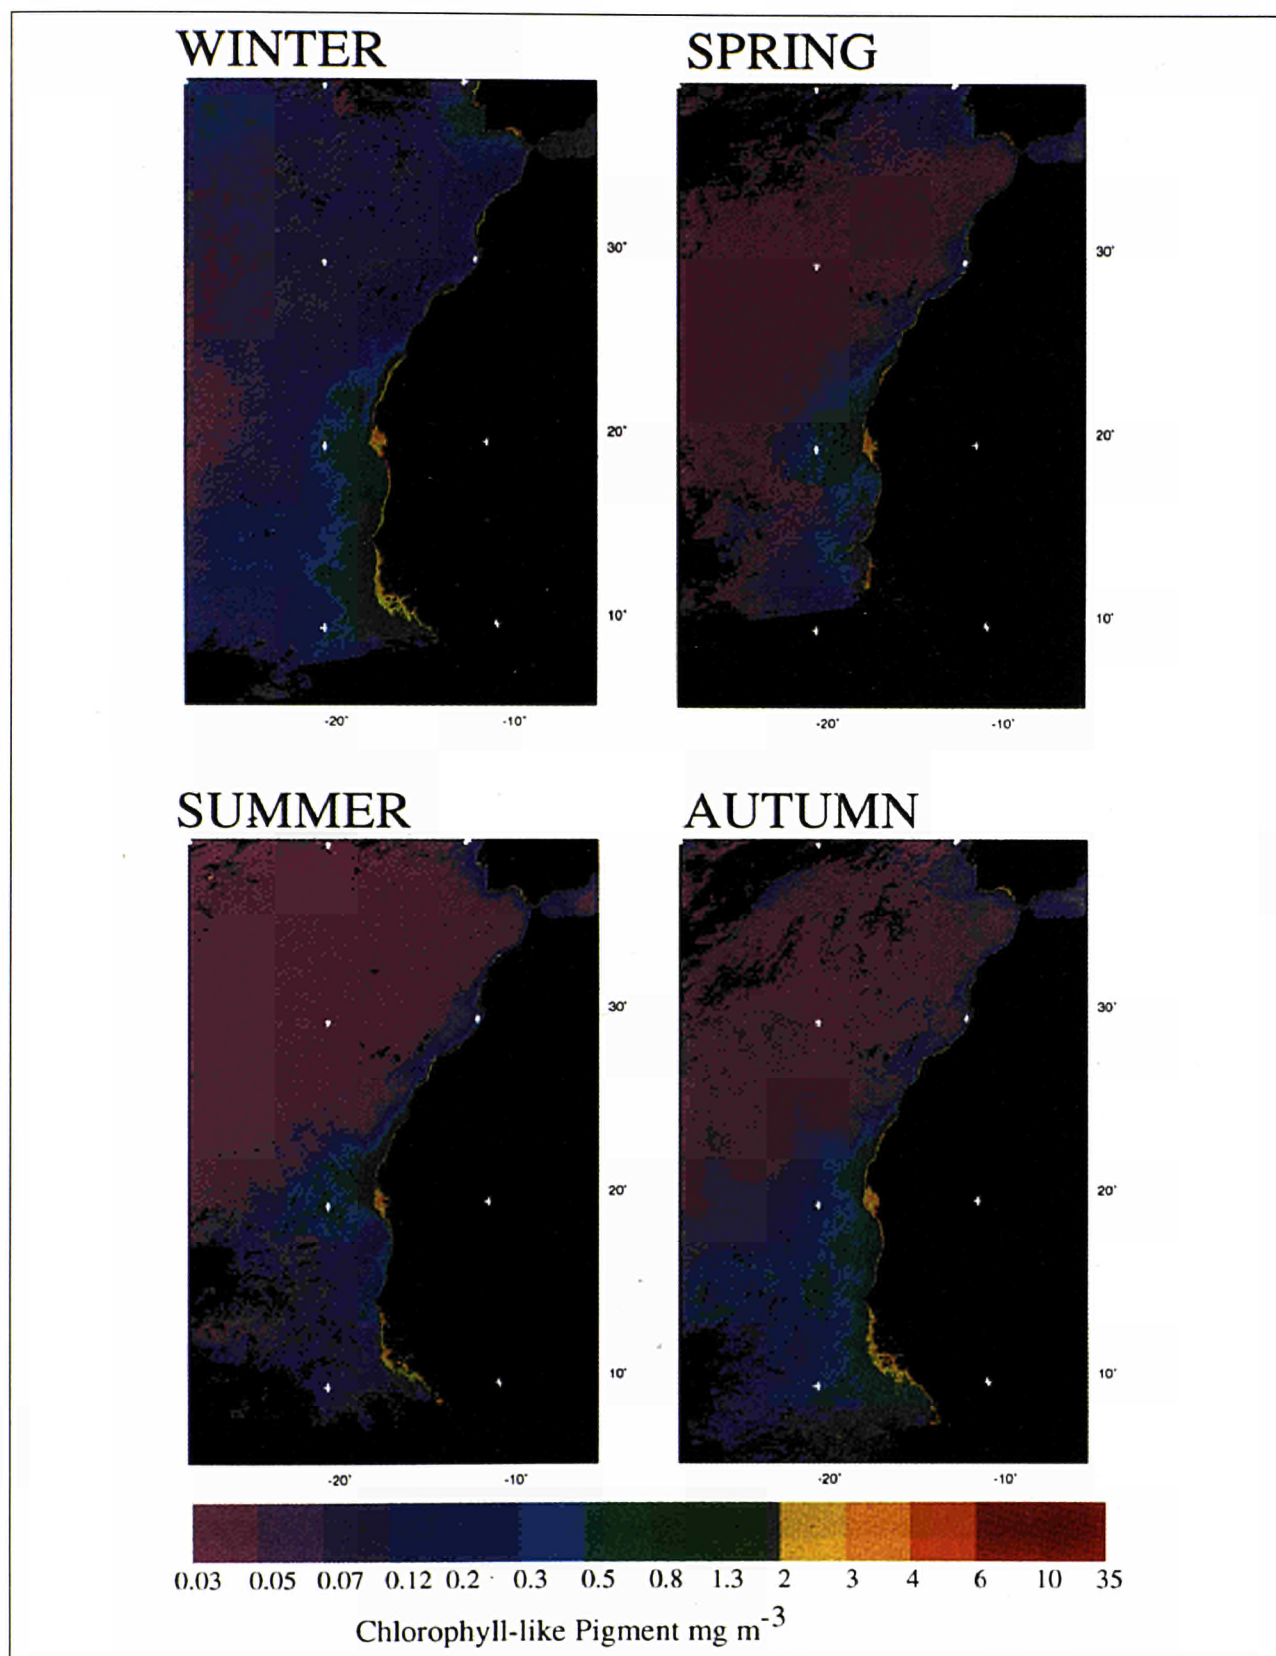 WINTER SPRING
30° 30°
20° 20°
10° 10°
-20° -10° -20° -10°
SUMMER AUTUMN
30° 30°
20° 20°
10° 10°
-20° -10° -20° -10°
0.03 0.05 0.07 0.12 0.2 0.3 0.5 0.8 1.3 2 3 4 6 10 35
Chlorophyll-like Pigment mg m⁻³